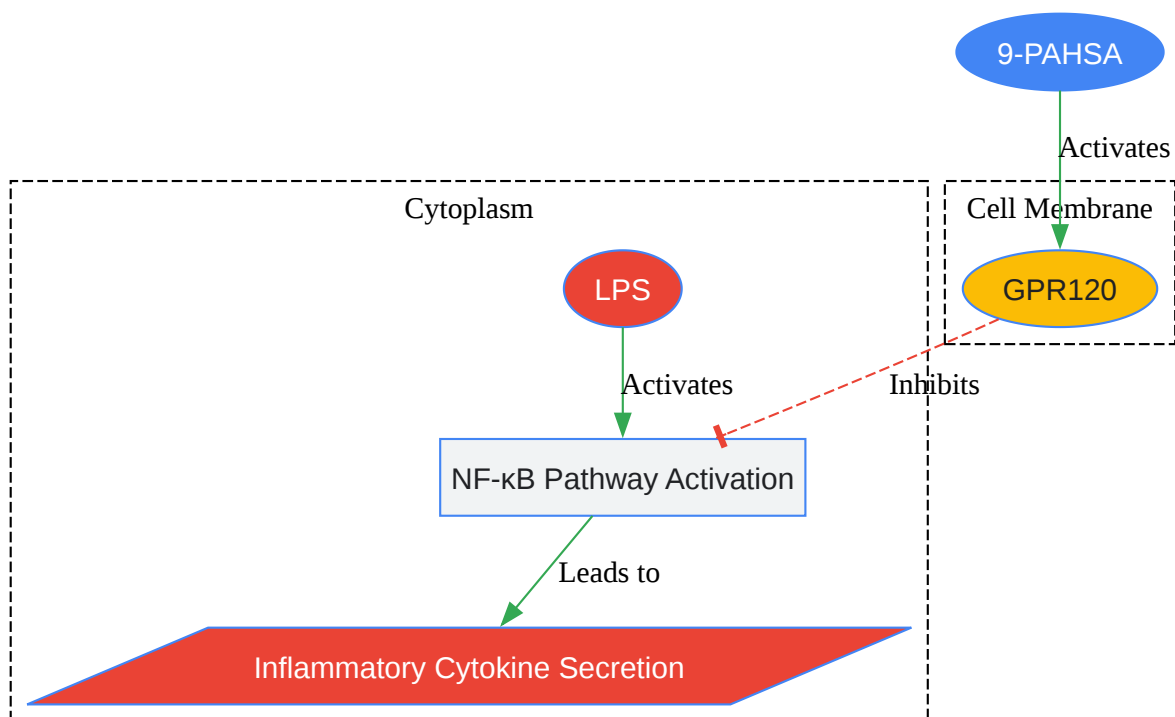 9-PAHSA
Activates
Cytoplasm
Cell Membrane
LPS
GPR120
Activates
Inhibits
NF-κB Pathway Activation
Leads to
Inflammatory Cytokine Secretion